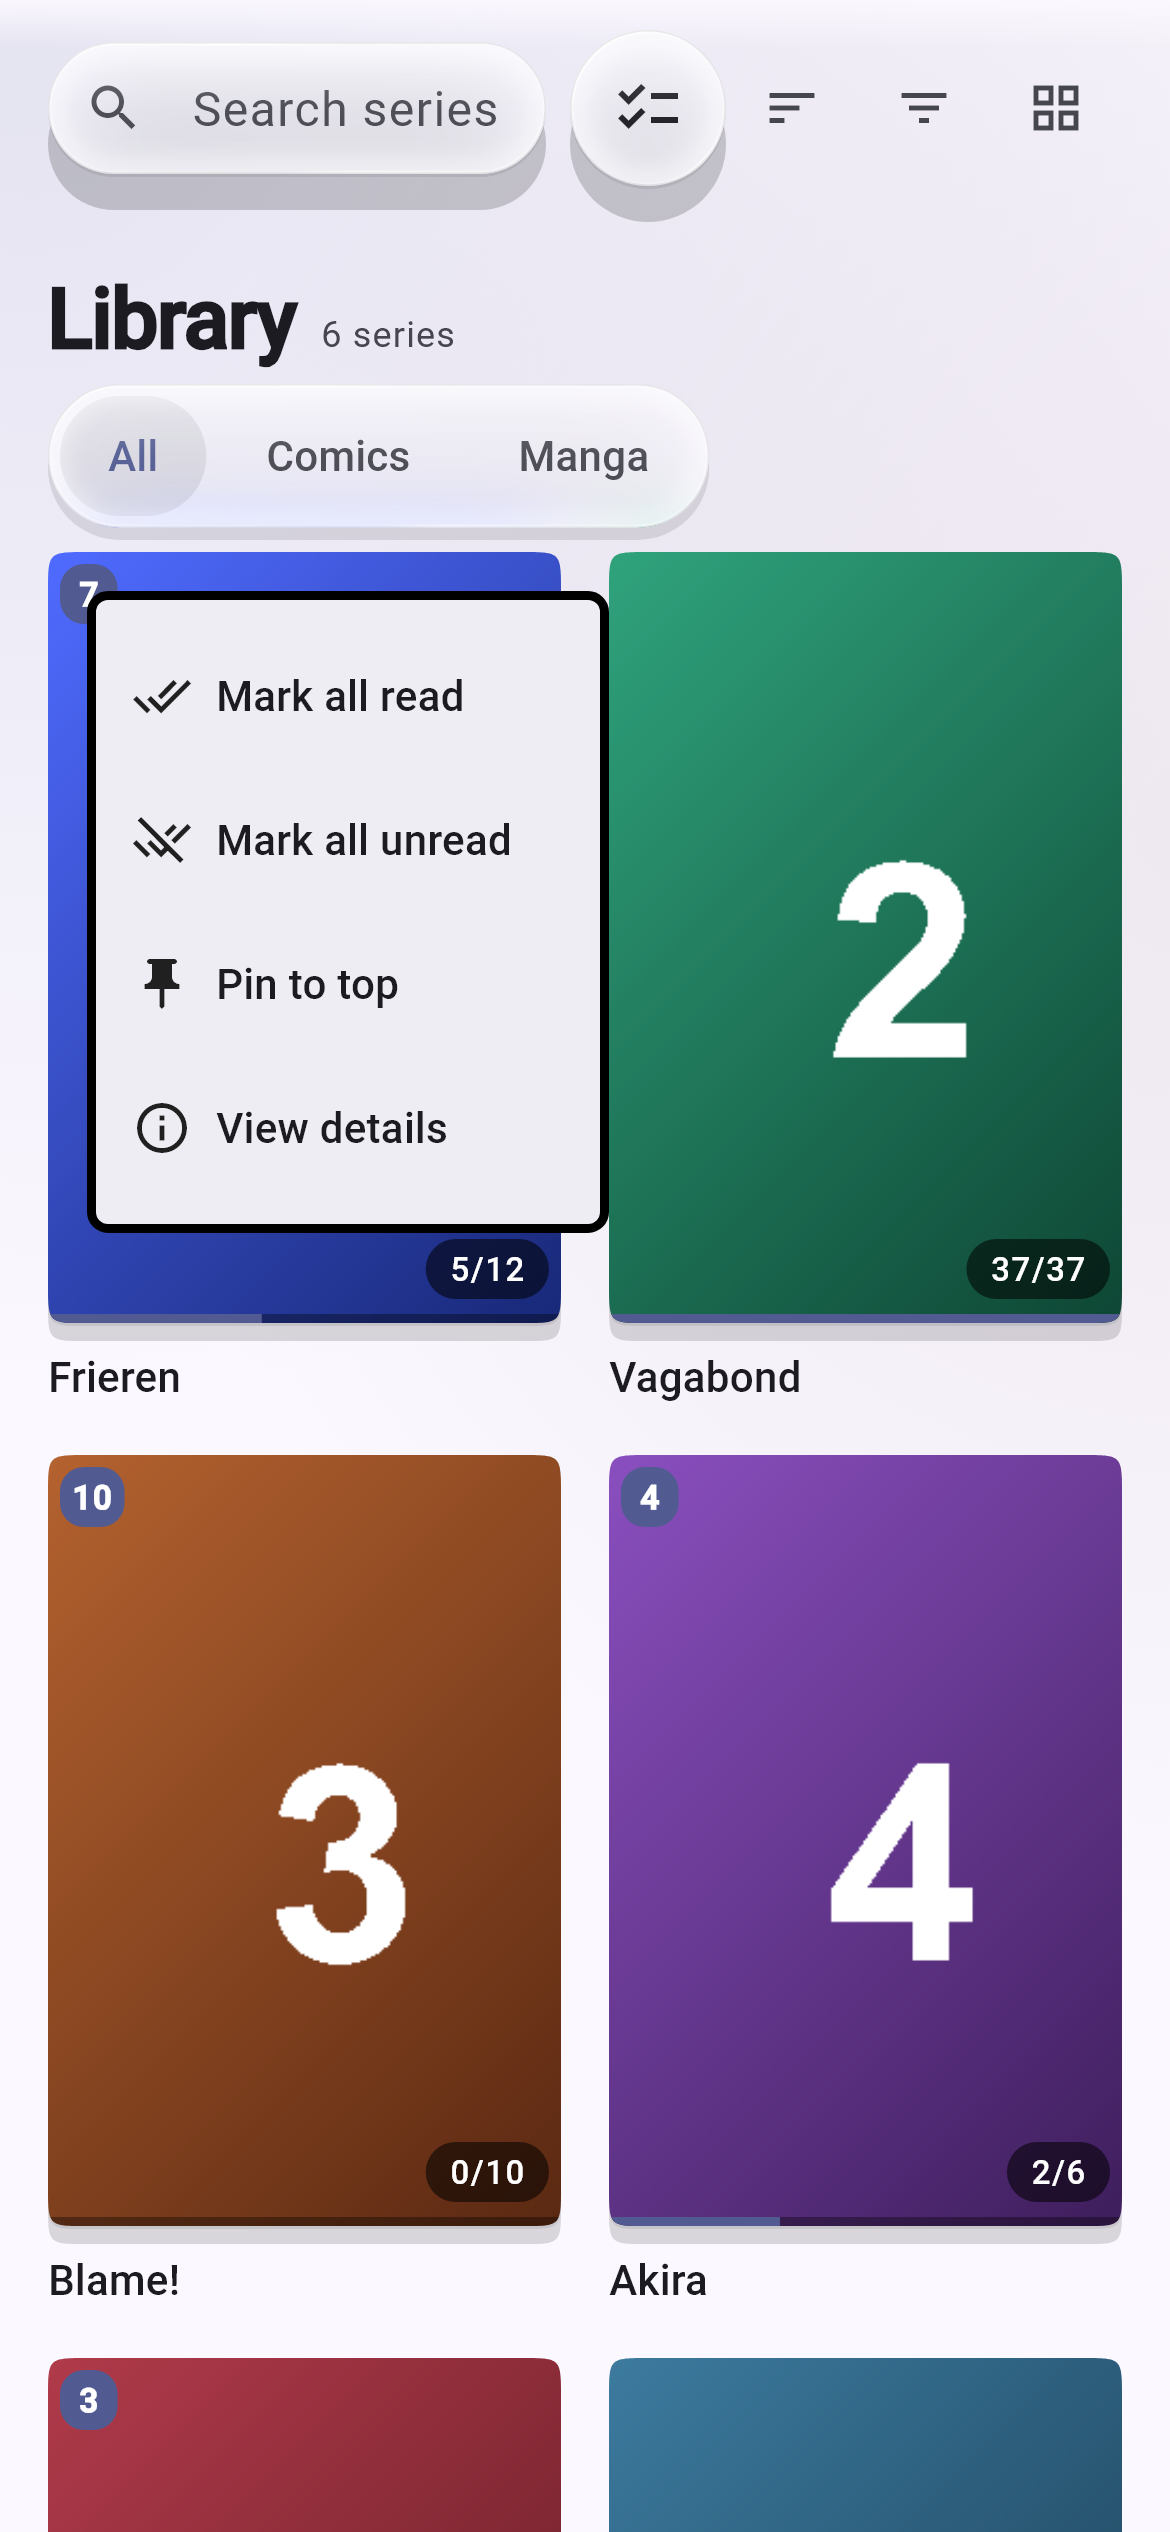 Search series
Library 6 series
All Comics Manga
7
Mark all read
Mark all unread
Pin to top
View details
2
5/12
37/37
Frieren
Vagabond
10
4
3
4
0/10
2/6
Blame!
Akira
3